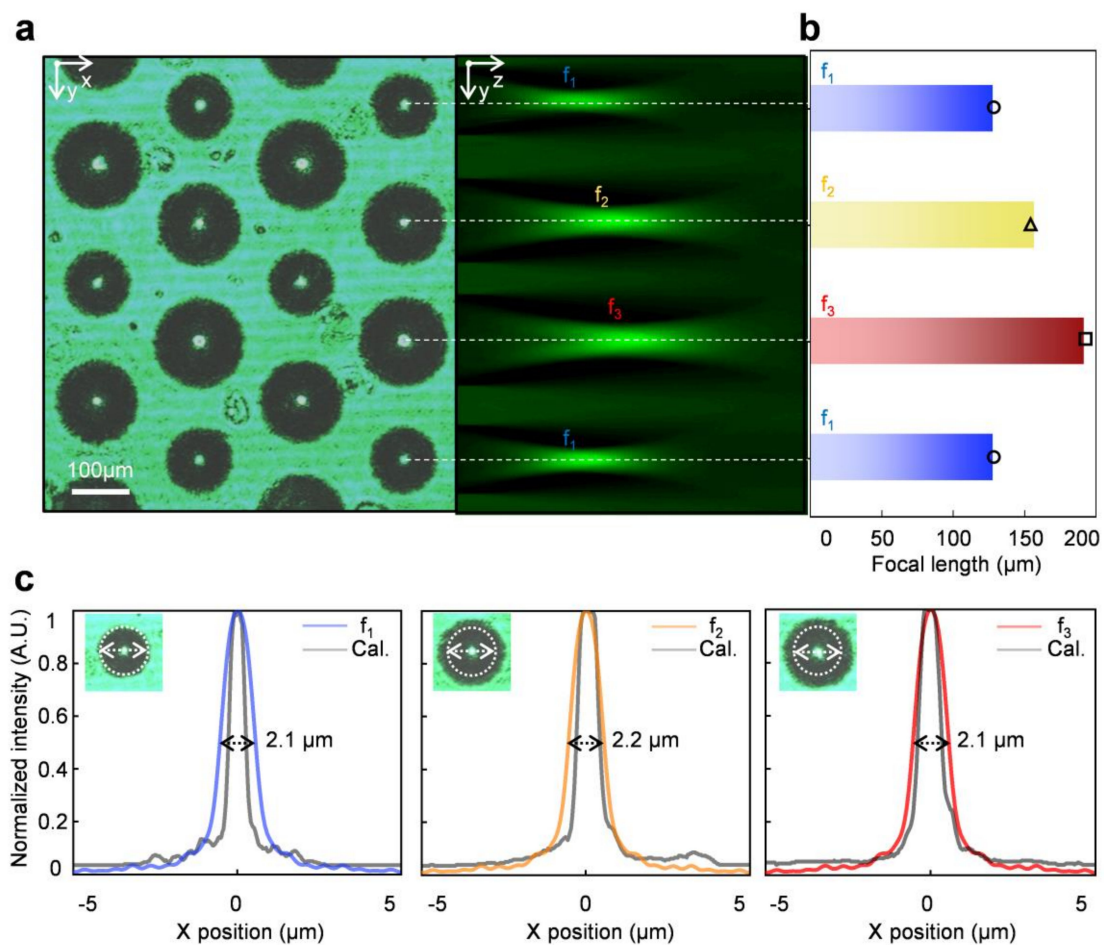 a
b
x
y
z
y
f1
f2
f3
f1
100µm
f1
f2
f3
f1
0 50 100 150 200
Focal length (µm)
c
Normalized intensity (A.U.)
1
0.8
0.6
0.4
0.2
0
f1
Cal.
2.1 µm
-5 0 5
X position (µm)
f2
Cal.
2.2 µm
-5 0 5
X position (µm)
f3
Cal.
2.1 µm
-5 0 5
X position (µm)